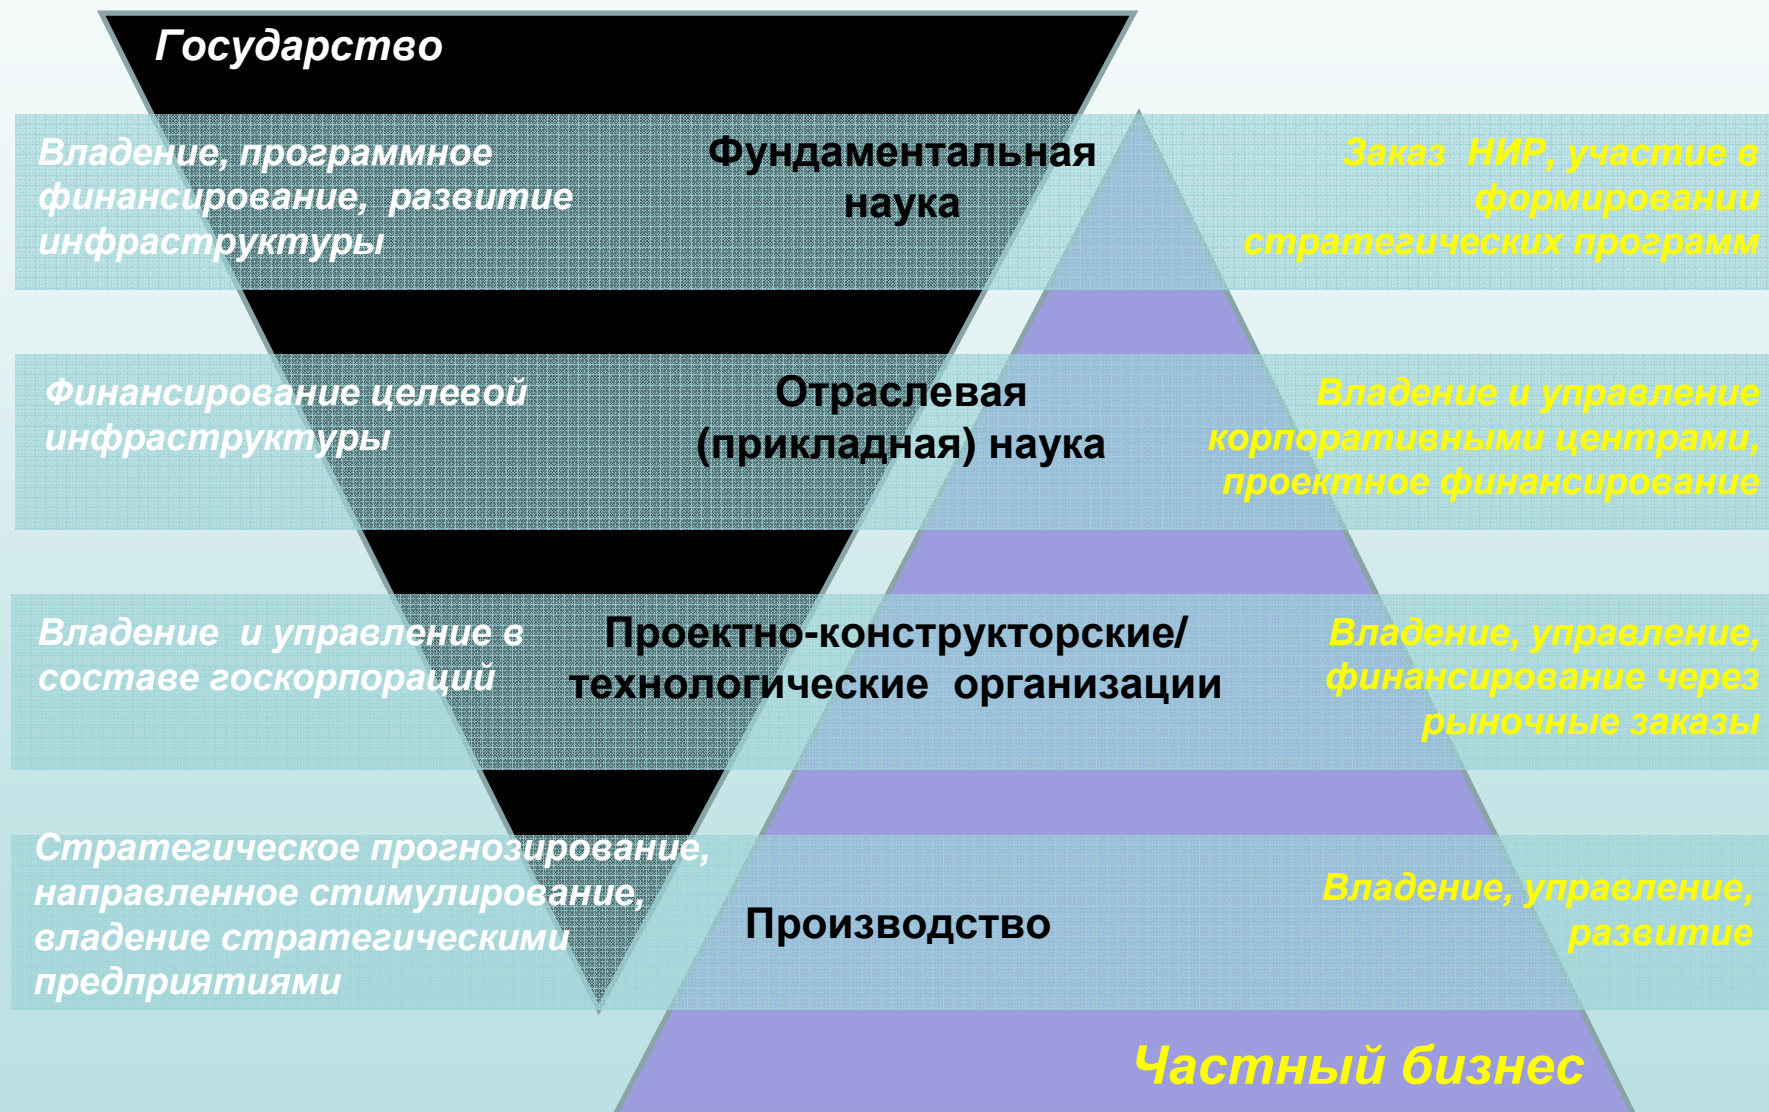 Государство
Владение, программное
финансирование, развитие
инфраструктуры
Фундаментальная
наука
Заказ НИР, участие в
формировании
стратегических программ
Финансирование целевой
инфраструктуры
Отраслевая
(прикладная) наука
Владение и управление
корпоративными центрами,
проектное финансирование
Владение и управление в
составе госкорпораций
Проектно-конструкторские/
технологические организации
Владение, управление,
финансирование через
рыночные заказы
Стратегическое прогнозирование,
направленное стимулирование,
владение стратегическими
предприятиями
Производство
Владение, управление,
развитие
Частный бизнес